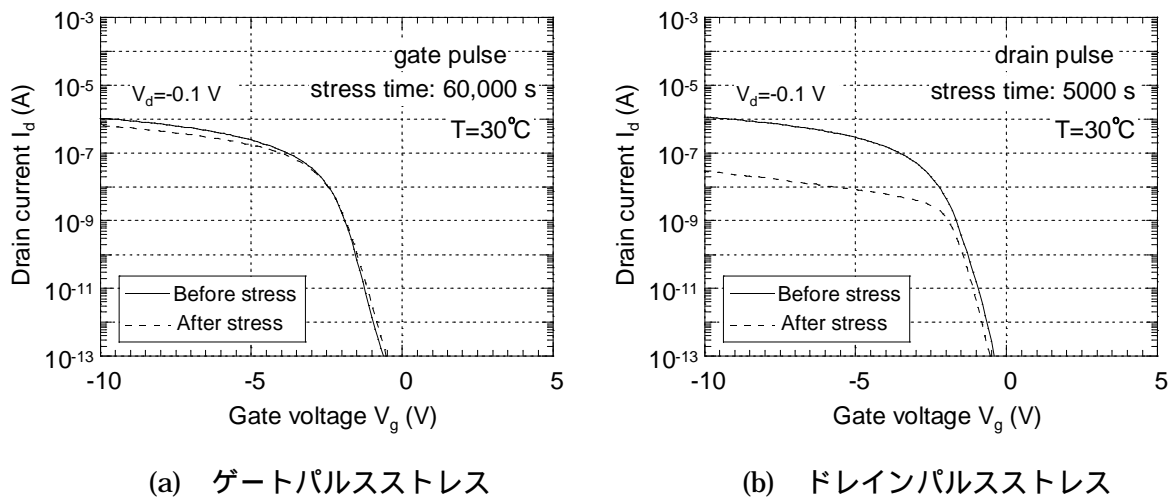 10-3
10-5
10-7
10-9
10-11
10-13
Drain current Id (A)
gate pulse
stress time: 60,000 s
T=30℃
Vd=-0.1 V
Before stress
After stress
-10
-5
0
5
Gate voltage Vg (V)
(a) ゲートパルスストレス
10-3
10-5
10-7
10-9
10-11
10-13
Drain current Id (A)
drain pulse
stress time: 5000 s
T=30℃
Vd=-0.1 V
Before stress
After stress
-10
-5
0
5
Gate voltage Vg (V)
(b) ドレインパルスストレス